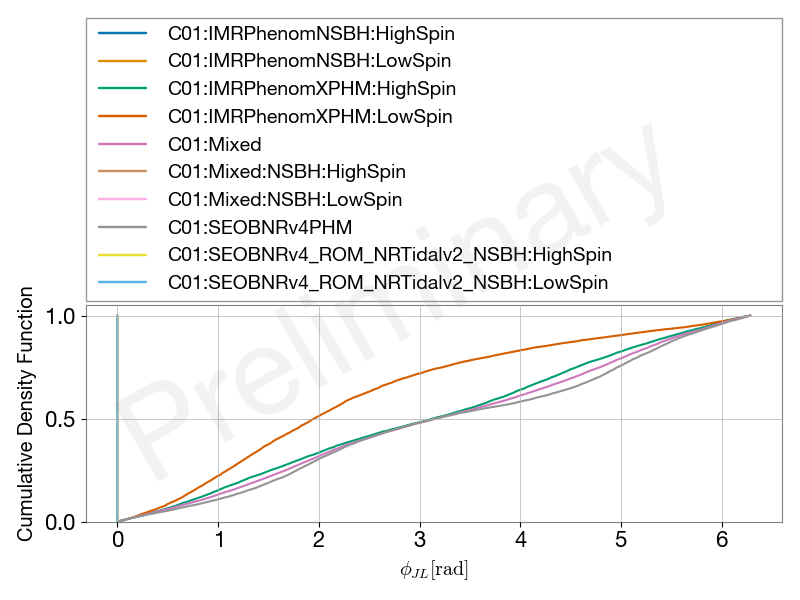 C01:IMRPhenomNSBH:HighSpin
C01:IMRPhenomNSBH:LowSpin
C01:IMRPhenomXPHM:HighSpin
C01:IMRPhenomXPHM:LowSpin
C01:Mixed
C01:Mixed:NSBH:HighSpin
C01:Mixed:NSBH:LowSpin
C01:SEOBNRv4PHM
C01:SEOBNRv4_ROM_NRTidalv2_NSBH:HighSpin
C01:SEOBNRv4_ROM_NRTidalv2_NSBH:LowSpin
Preliminary
Cumulative Density Function
1.0
0.5
0.0
0 1 2 3 4 5 6
ϕJL[rad]